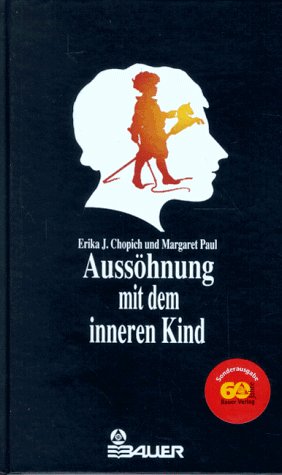 Erika J. Chopich und Margaret Paul
Aussöhnung
mit dem
inneren Kind
Sonderausgabe
60
Bauer Verlag
BAUER